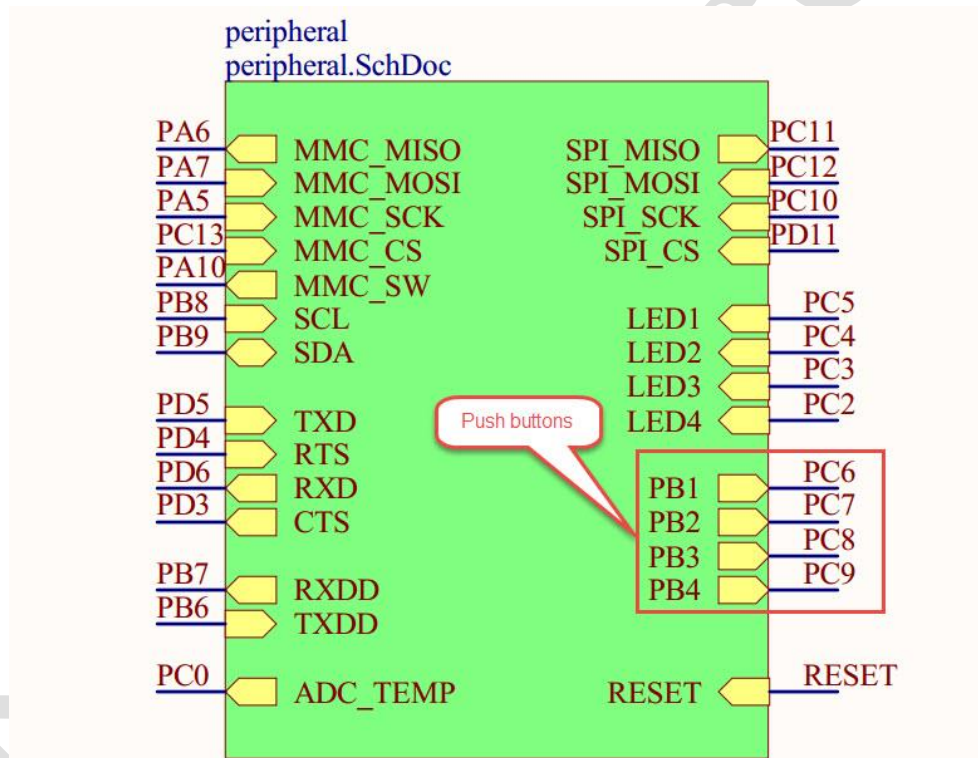 peripheral
peripheral.SchDoc
PA6 MMC_MISO SPI_MISO PC11
PA7 MMC_MOSI SPI_MOSI PC12
PA5 MMC_SCK SPI_SCK PC10
PC13 MMC_CS SPI_CS PD11
PA10 MMC_SW
PB8 SCL LED1 PC5
PB9 SDA LED2 PC4
LED3 PC3
PD5 TXD Push buttons LED4 PC2
PD4 RTS
PD6 RXD PB1 PC6
PD3 CTS PB2 PC7
PB3 PC8
PB7 RXDD PB4 PC9
PB6 TXDD
PC0 ADC_TEMP RESET RESET